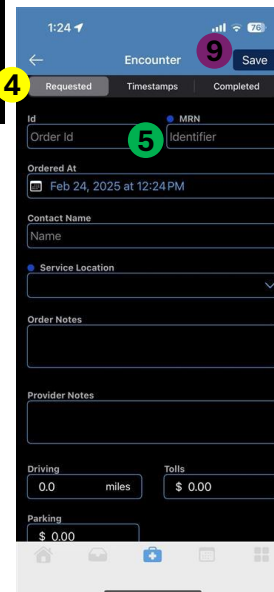 1:24 76
Encounter 9 Save
4 Requested Timestamps Completed
Id MRN
Order Id 5 Identifier
Ordered At
Feb 24, 2025 at 12:24 PM
Contact Name
Name
Service Location
Order Notes
Provider Notes
Driving Tolls
0.0 miles $ 0.00
Parking
$ 0.00